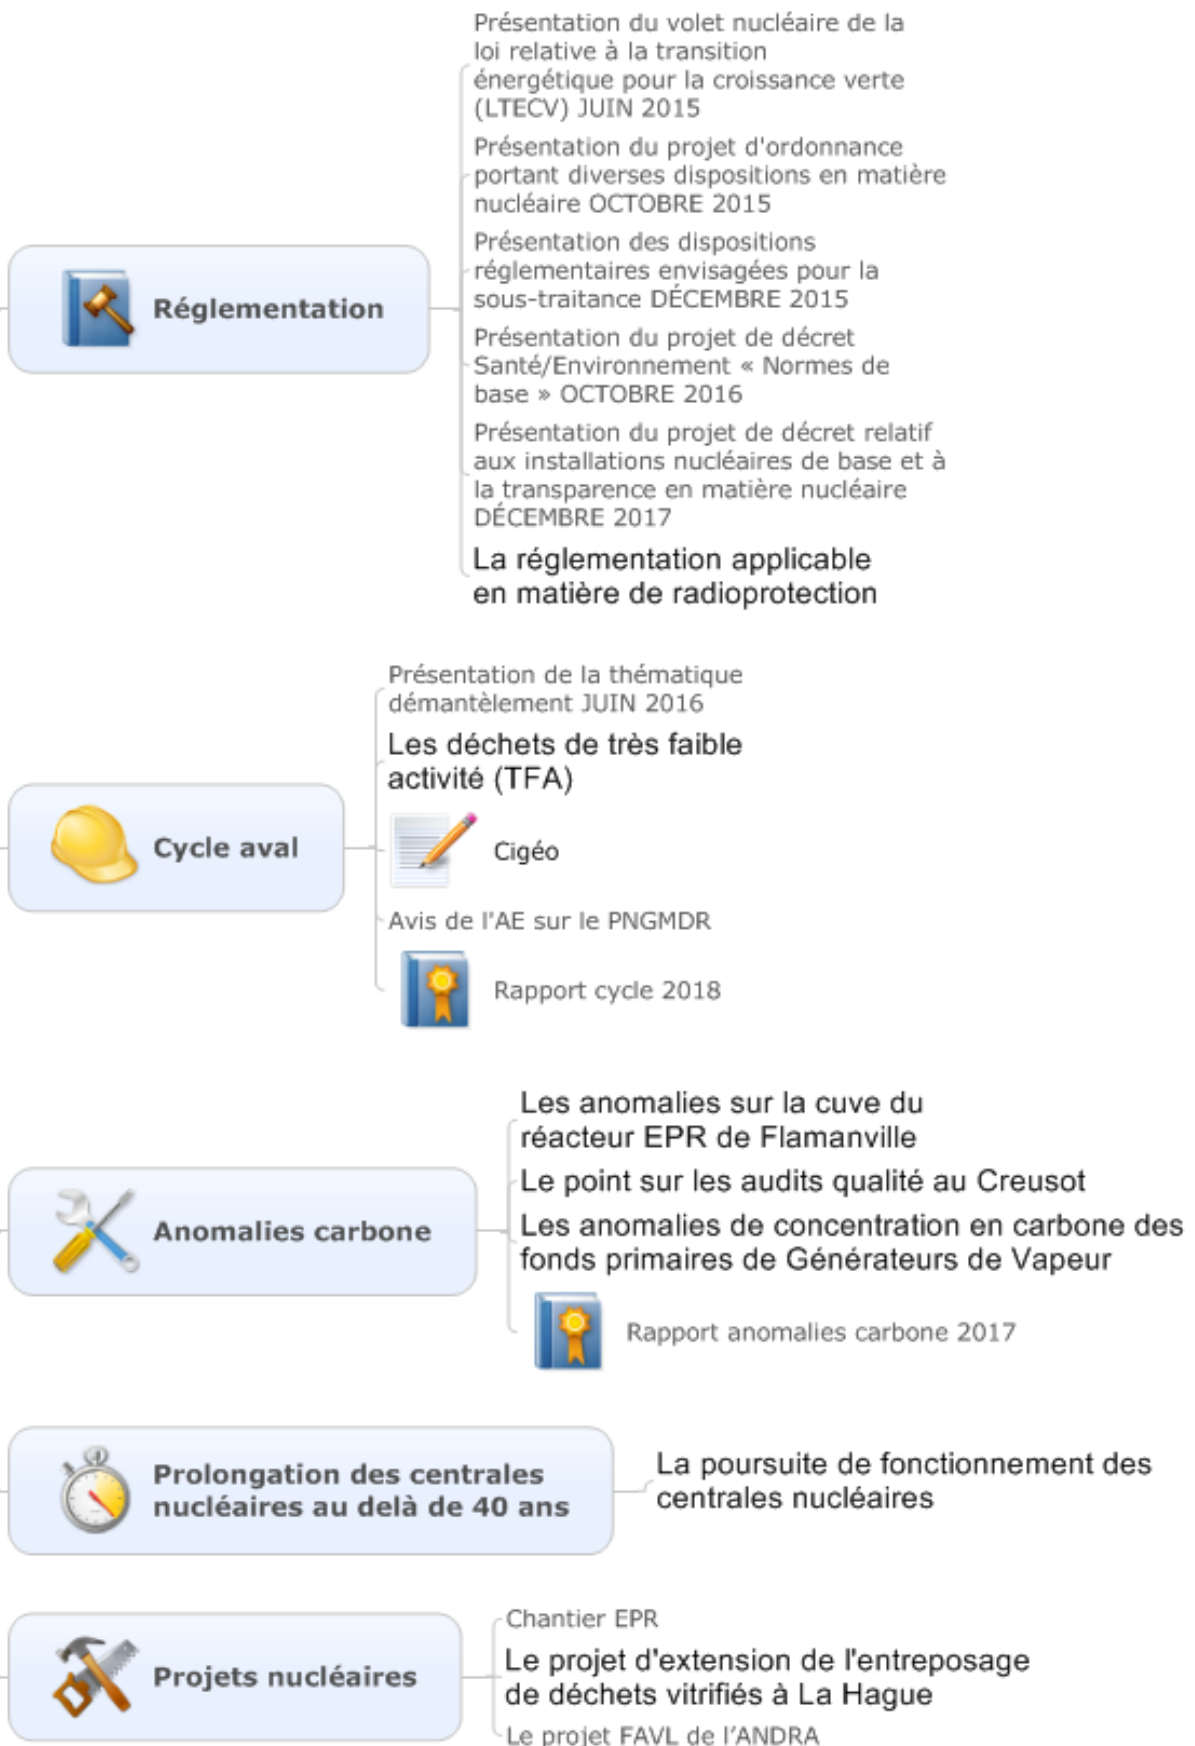 Présentation du volet nucléaire de la
loi relative à la transition
énergétique pour la croissance verte
(LTECV) JUIN 2015
Présentation du projet d'ordonnance
portant diverses dispositions en matière
nucléaire OCTOBRE 2015
Présentation des dispositions
réglementaires envisagées pour la
sous-traitance DÉCEMBRE 2015
Réglementation
Présentation du projet de décret
Santé/Environnement « Normes de
base » OCTOBRE 2016
Présentation du projet de décret relatif
aux installations nucléaires de base et à
la transparence en matière nucléaire
DÉCEMBRE 2017
La réglementation applicable
en matière de radioprotection
Présentation de la thématique
démantèlement JUIN 2016
Les déchets de très faible
activité (TFA)
Cycle aval
Cigéo
Avis de l'AE sur le PNGMDR
Rapport cycle 2018
Les anomalies sur la cuve du
réacteur EPR de Flamanville
Le point sur les audits qualité au Creusot
Anomalies carbone
Les anomalies de concentration en carbone des
fonds primaires de Générateurs de Vapeur
Rapport anomalies carbone 2017
Prolongation des centrales
nucléaires au delà de 40 ans
La poursuite de fonctionnement des
centrales nucléaires
Chantier EPR
Projets nucléaires
Le projet d'extension de l'entreposage
de déchets vitrifiés à La Hague
Le projet FAVL de l’ANDRA